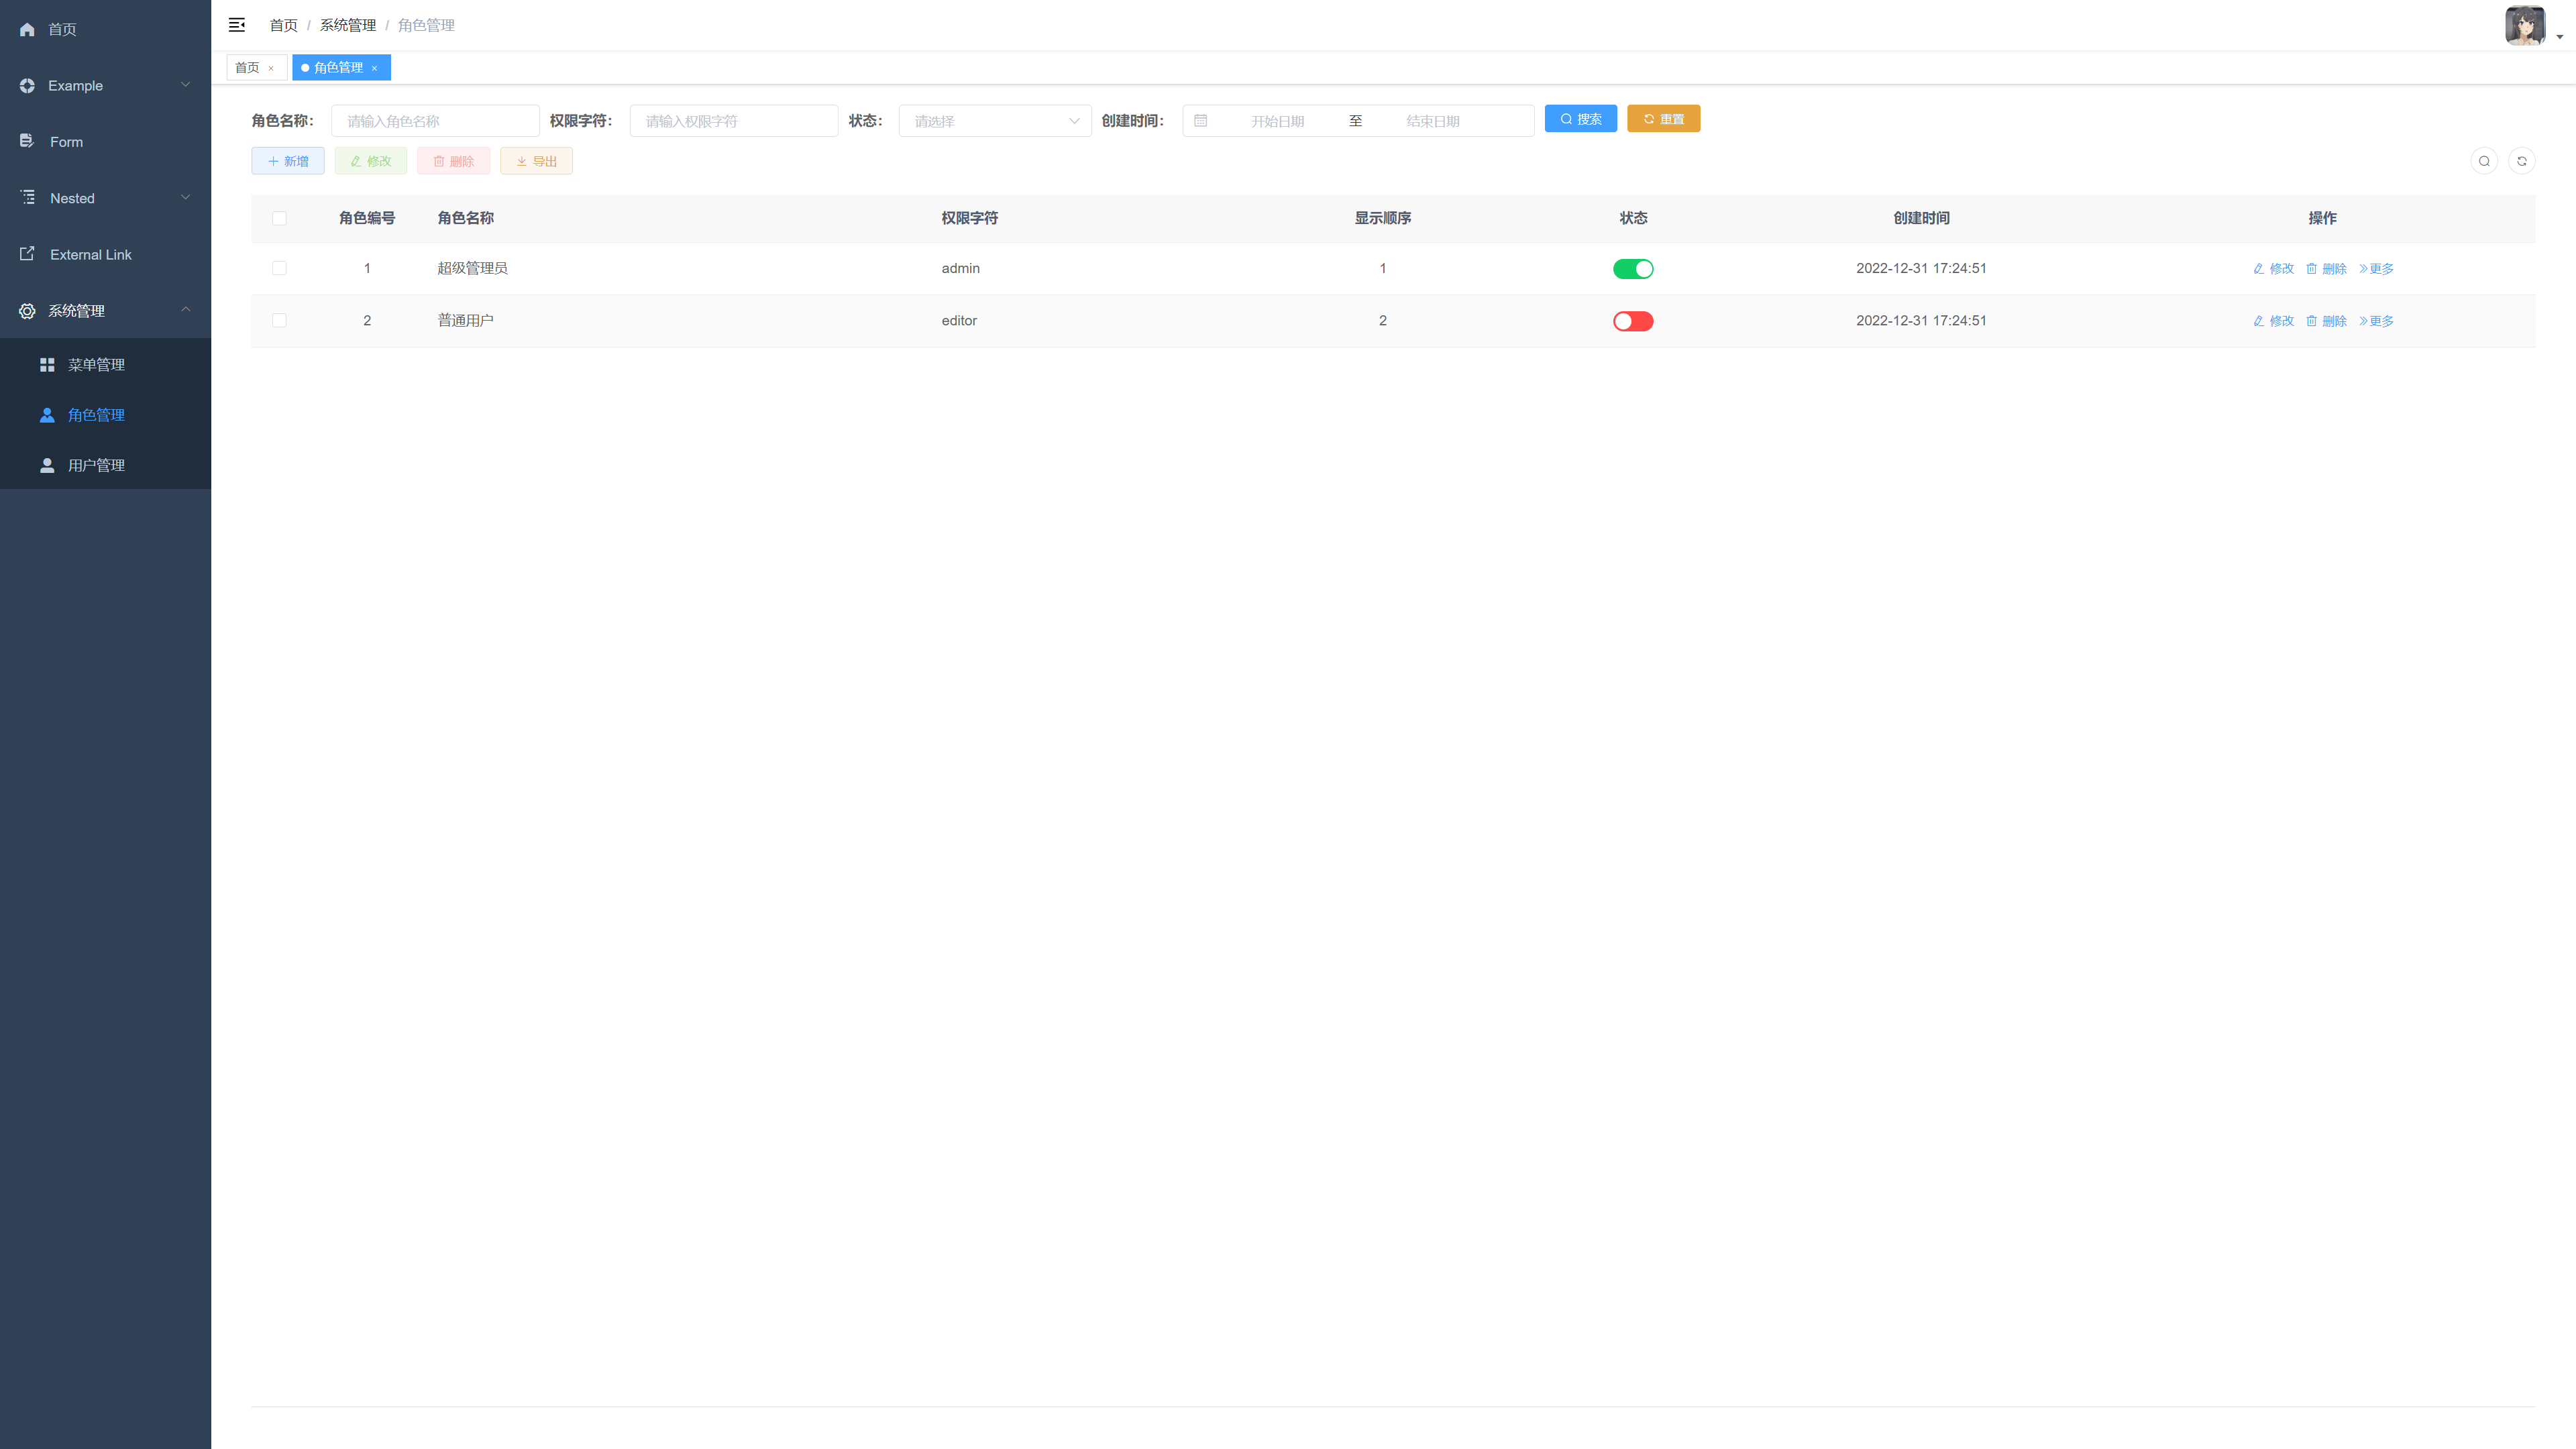 首页
Example
Form
Nested
External Link
系统管理
菜单管理
角色管理
用户管理
首页 / 系统管理 / 角色管理
首页 × 角色管理 ×
角色名称： 请输入角色名称 权限字符： 请输入权限字符 状态： 请选择 创建时间： 开始日期 至 结束日期 搜索 重置
新增 修改 删除 导出
角色编号 角色名称 权限字符 显示顺序 状态 创建时间 操作
1 超级管理员 admin 1 2022-12-31 17:24:51 修改 删除 更多
2 普通用户 editor 2 2022-12-31 17:24:51 修改 删除 更多